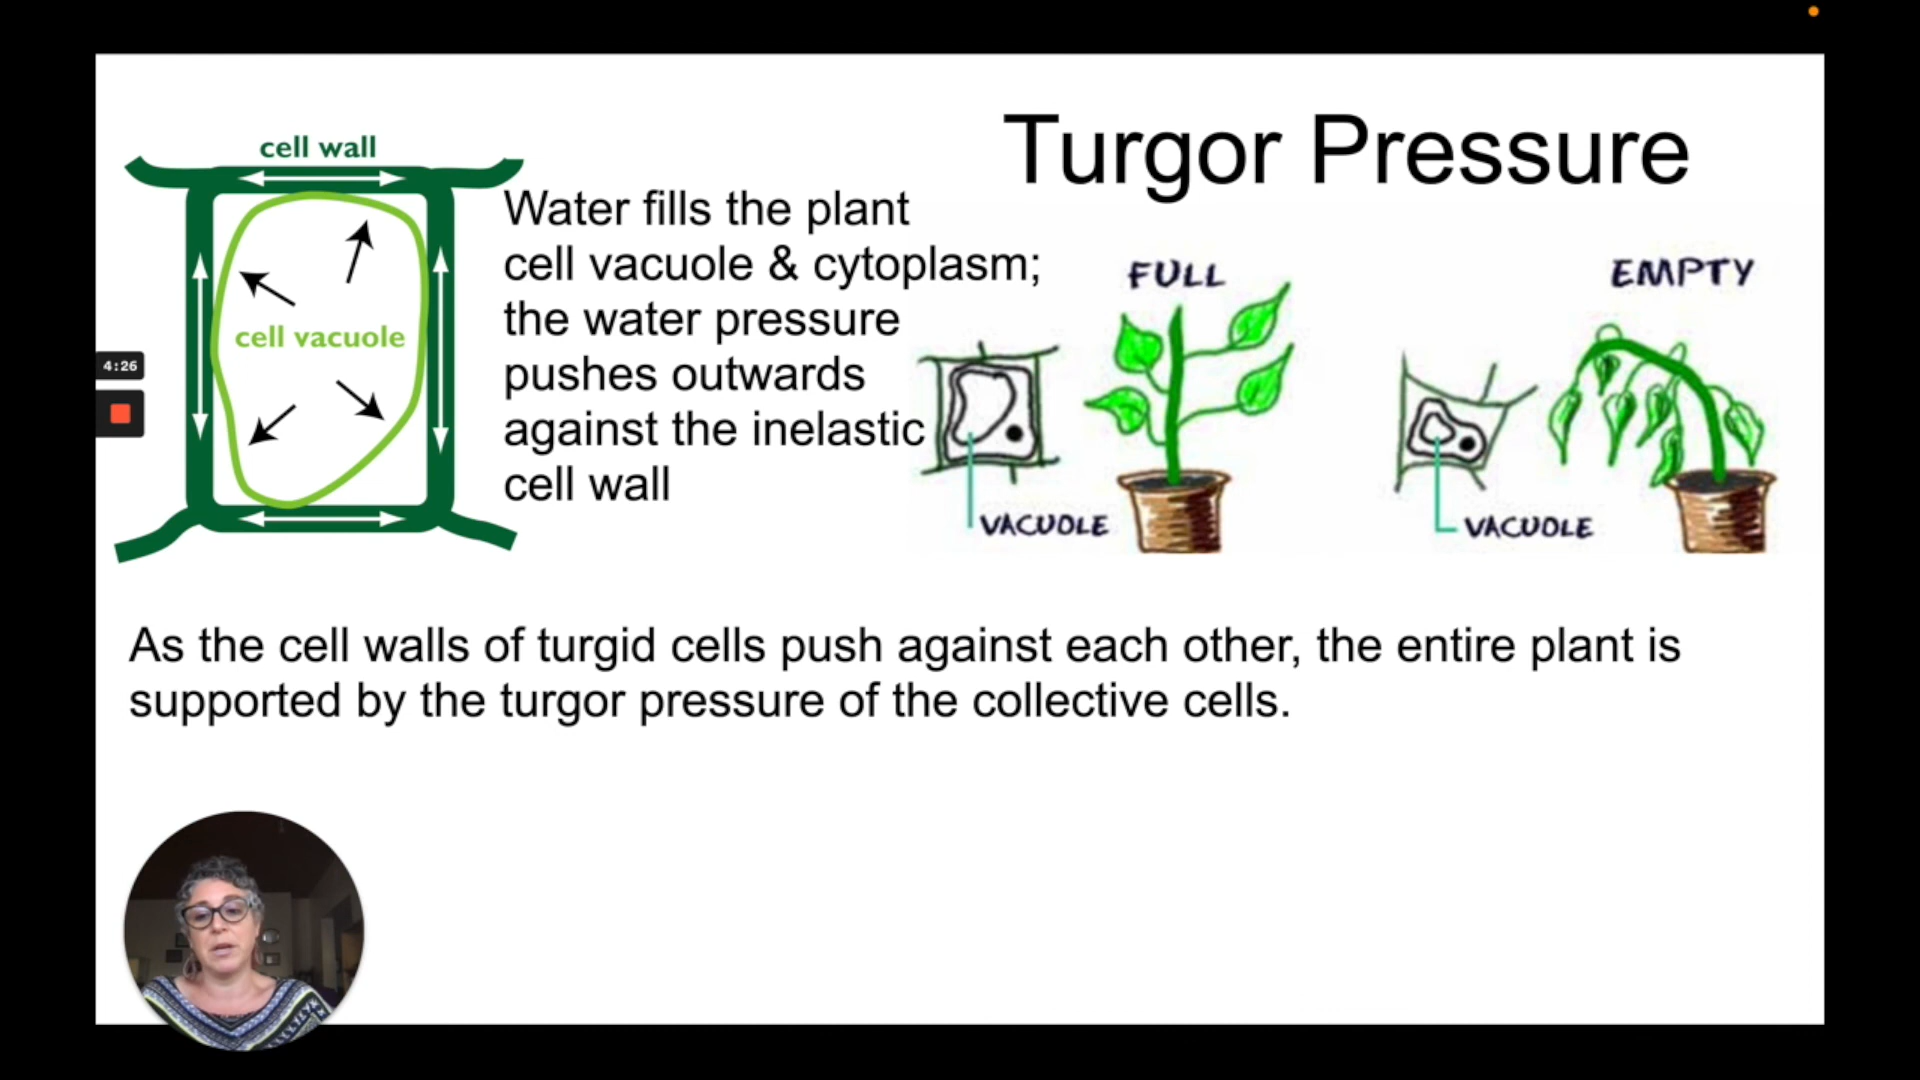 Turgor Pressure
cell wall
cell vacuole
Water fills the plant
cell vacuole & cytoplasm;
the water pressure
pushes outwards
against the inelastic
cell wall
FULL
VACUOLE
EMPTY
VACUOLE
4:26
As the cell walls of turgid cells push against each other, the entire plant is
supported by the turgor pressure of the collective cells.